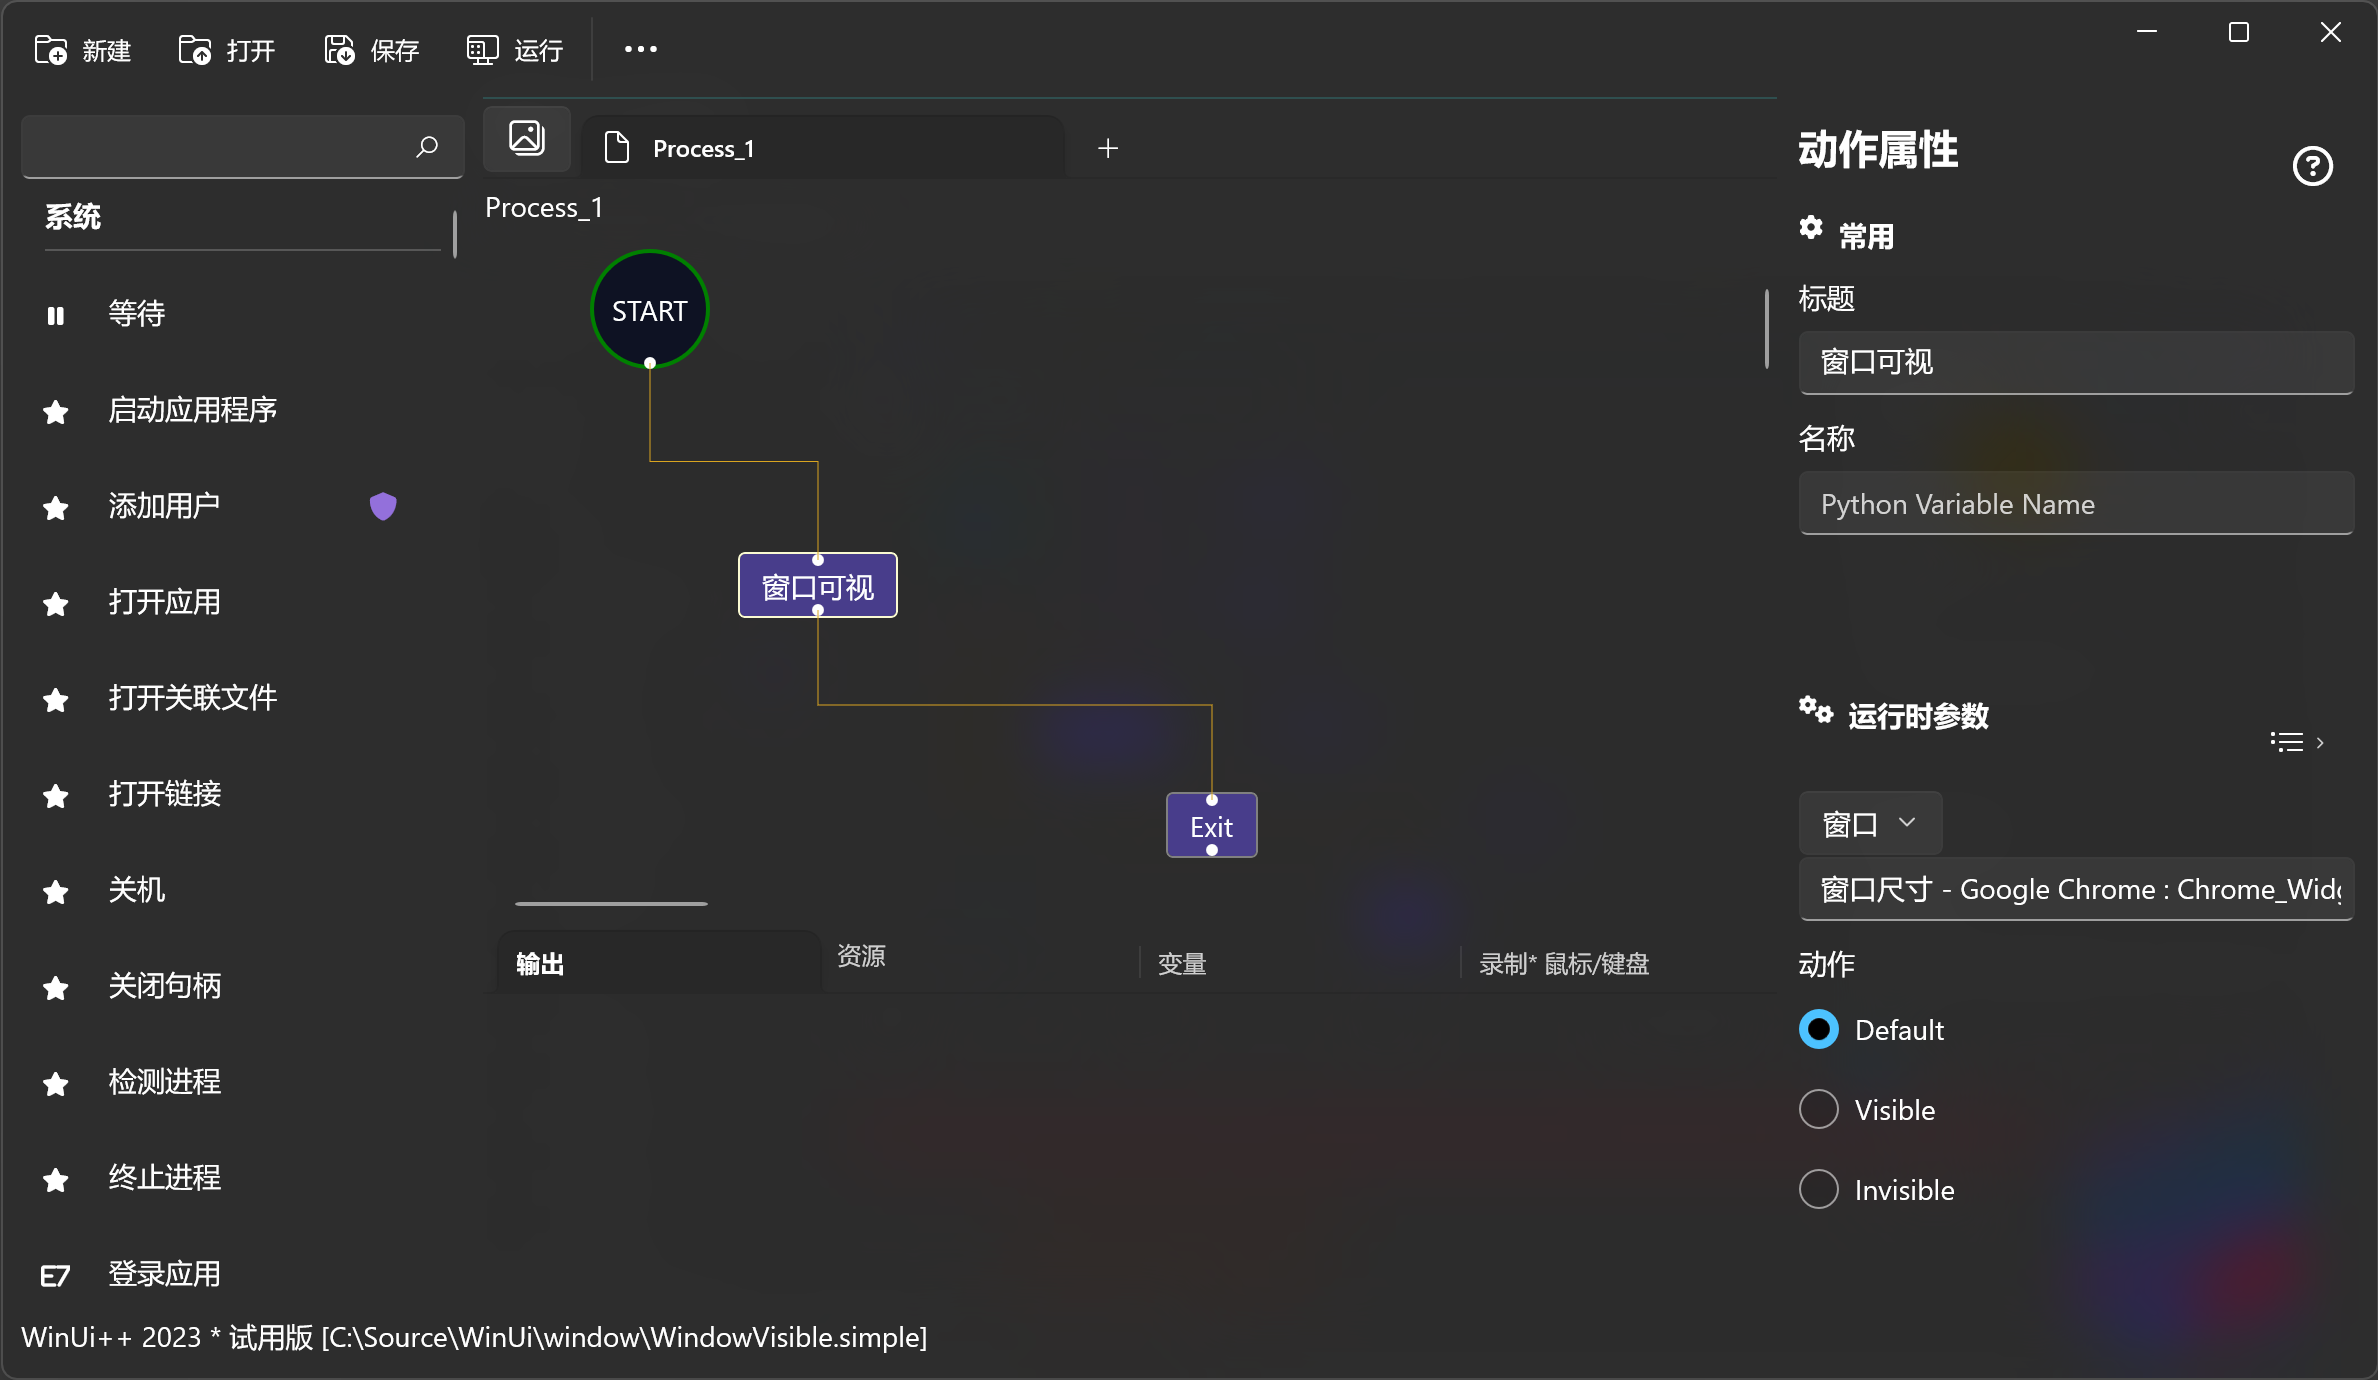 新建 打开 保存 运行
Process_1
系统
等待
启动应用程序
添加用户
打开应用
打开关联文件
打开链接
关机
关闭句柄
检测进程
终止进程
登录应用
Process_1
START
窗口可视
Exit
输出 资源 变量 录制* 鼠标/键盘
动作属性
常用
标题
窗口可视
名称
Python Variable Name
运行时参数
窗口
窗口尺寸 - Google Chrome : Chrome_Widg
动作
Default
Visible
Invisible
WinUi++ 2023 * 试用版 [C:\Source\WinUi\window\WindowVisible.simple]